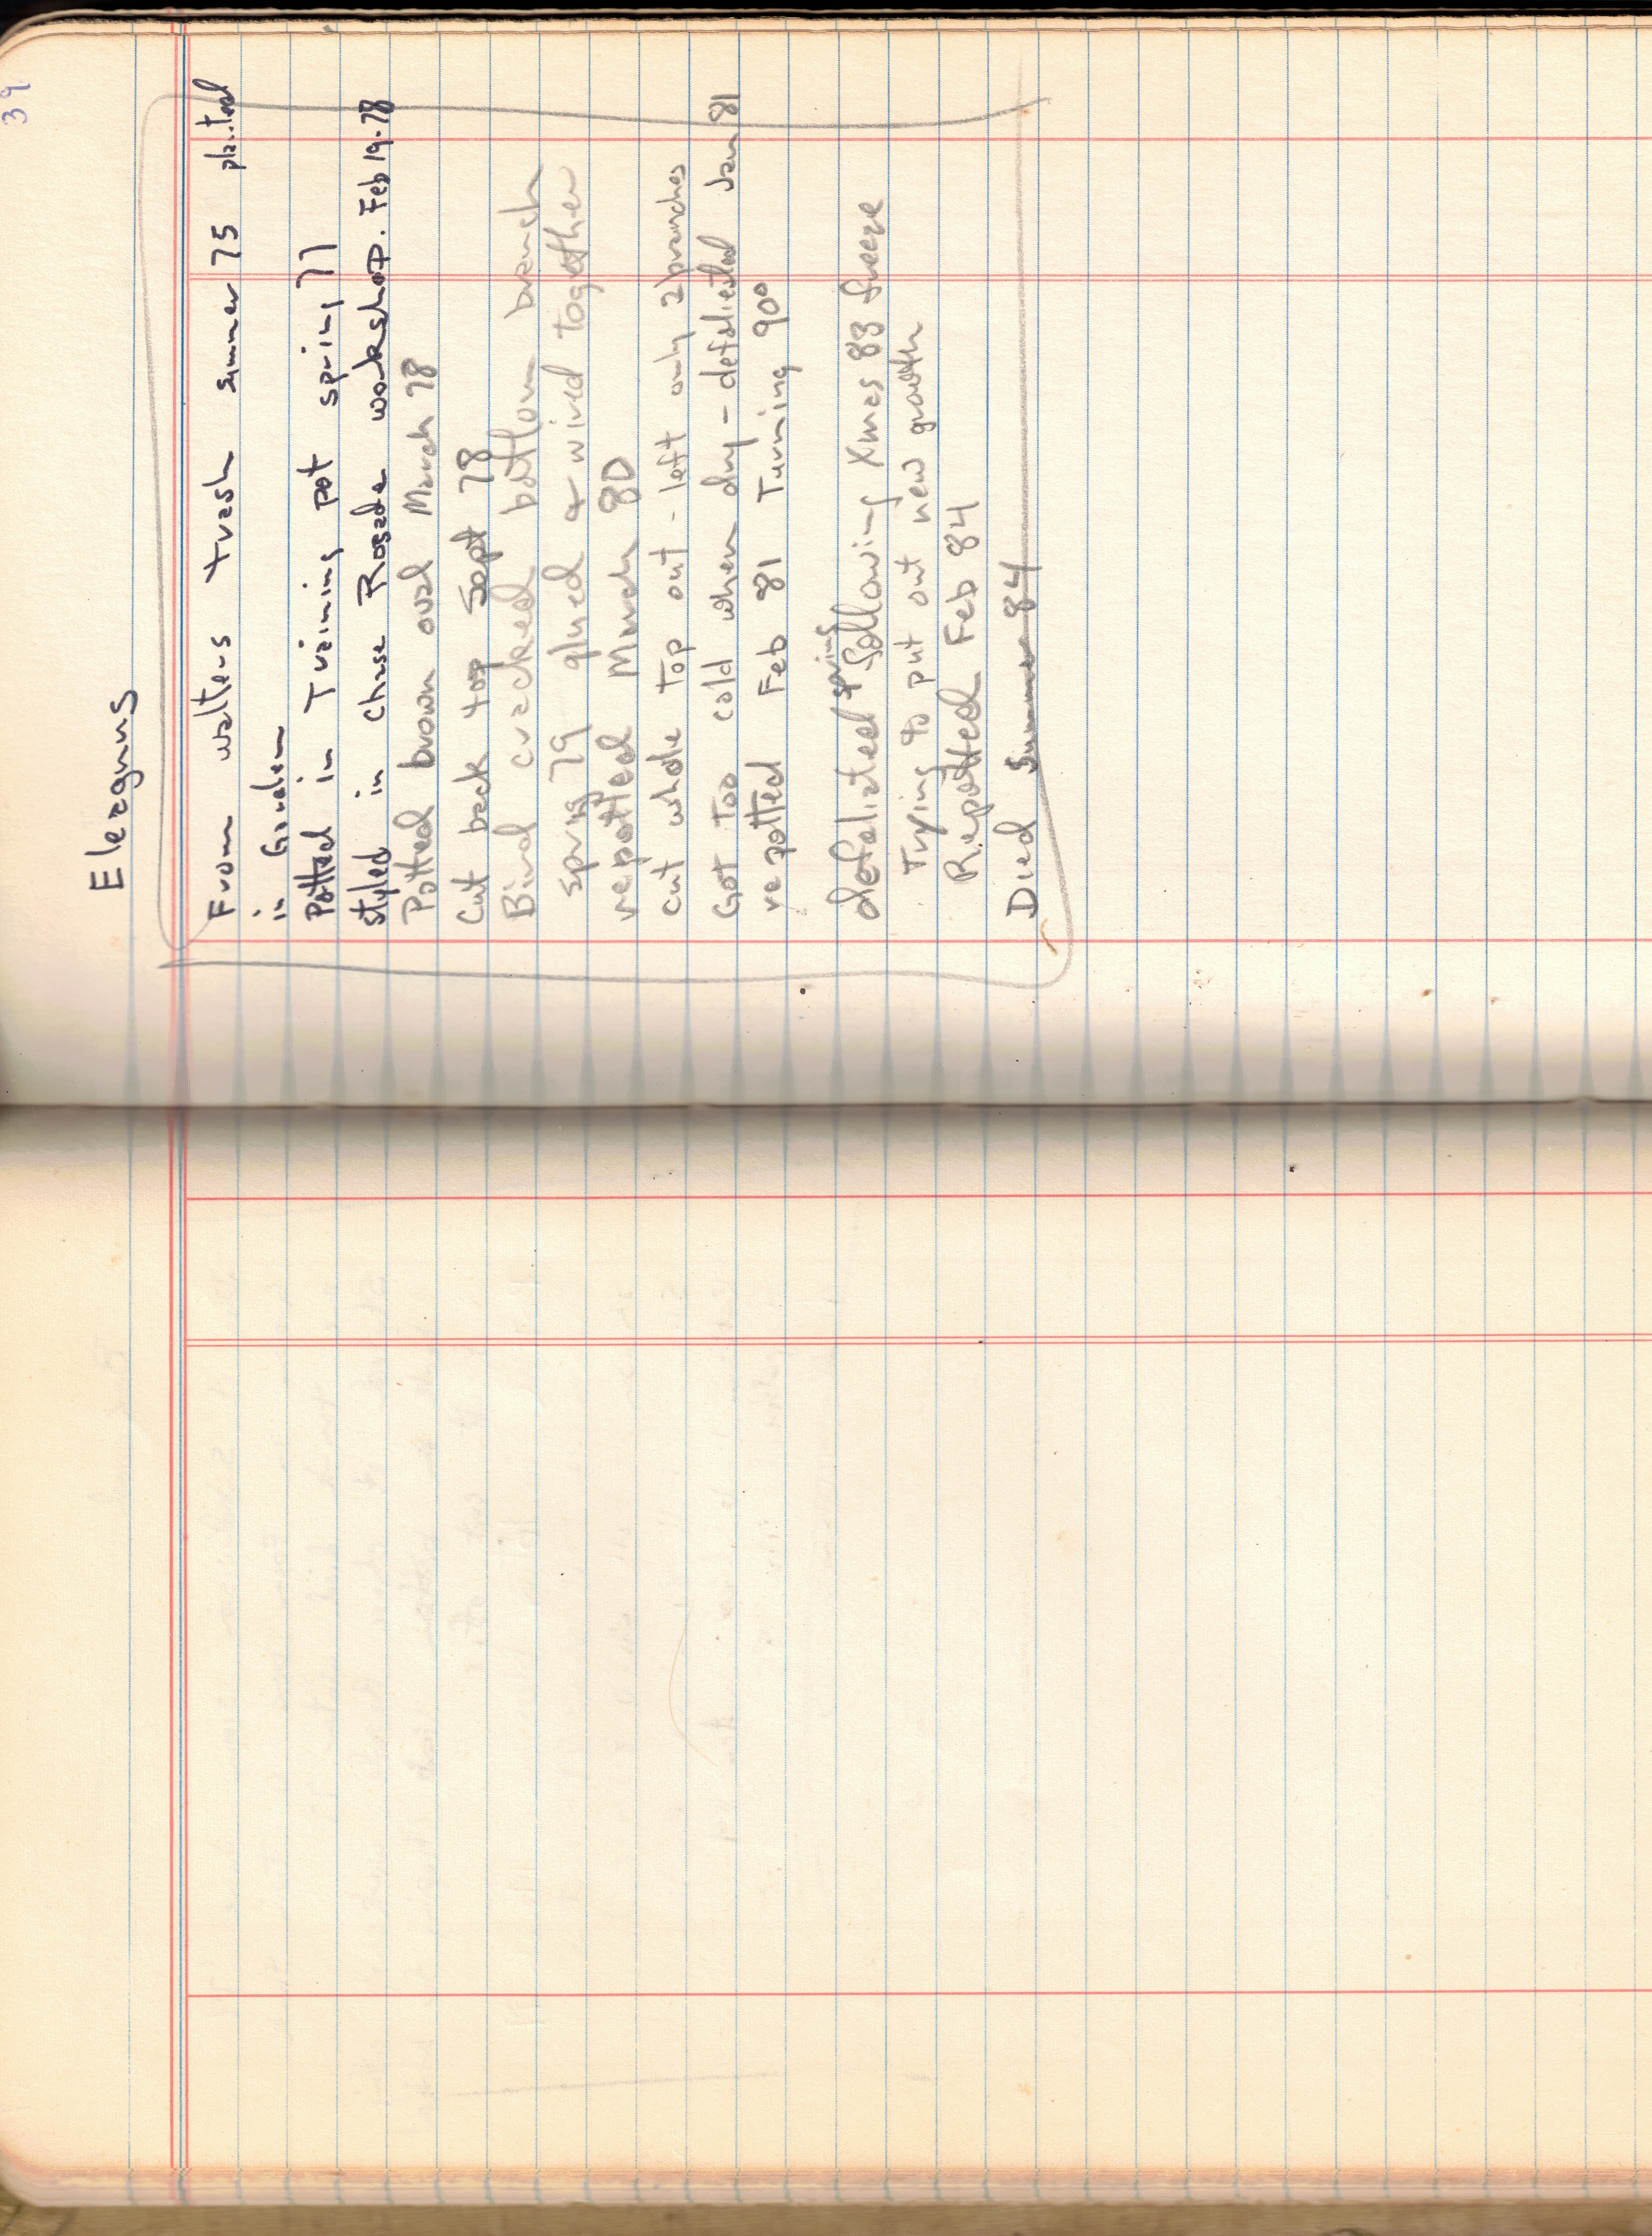 39
Eleagnus
From walters trash summer 75 planted
in Garden
Potted in Training pot spring 77
styled in Chase Rosade workshop. Feb 19-78
Potted brown oval March 78
Cut back top Sept 78
Bird cracked bottom branch
spring 79 glued & wired together
repotted March 80
cut whole top out - left only 2 branches
Got too cold when dry - defoliated Jan 81
repotted Feb 81 Turning 90°
spring
defoliated following Xmas 83 freeze
Trying to put out new growth
Repotted Feb 84
Died Summer 84